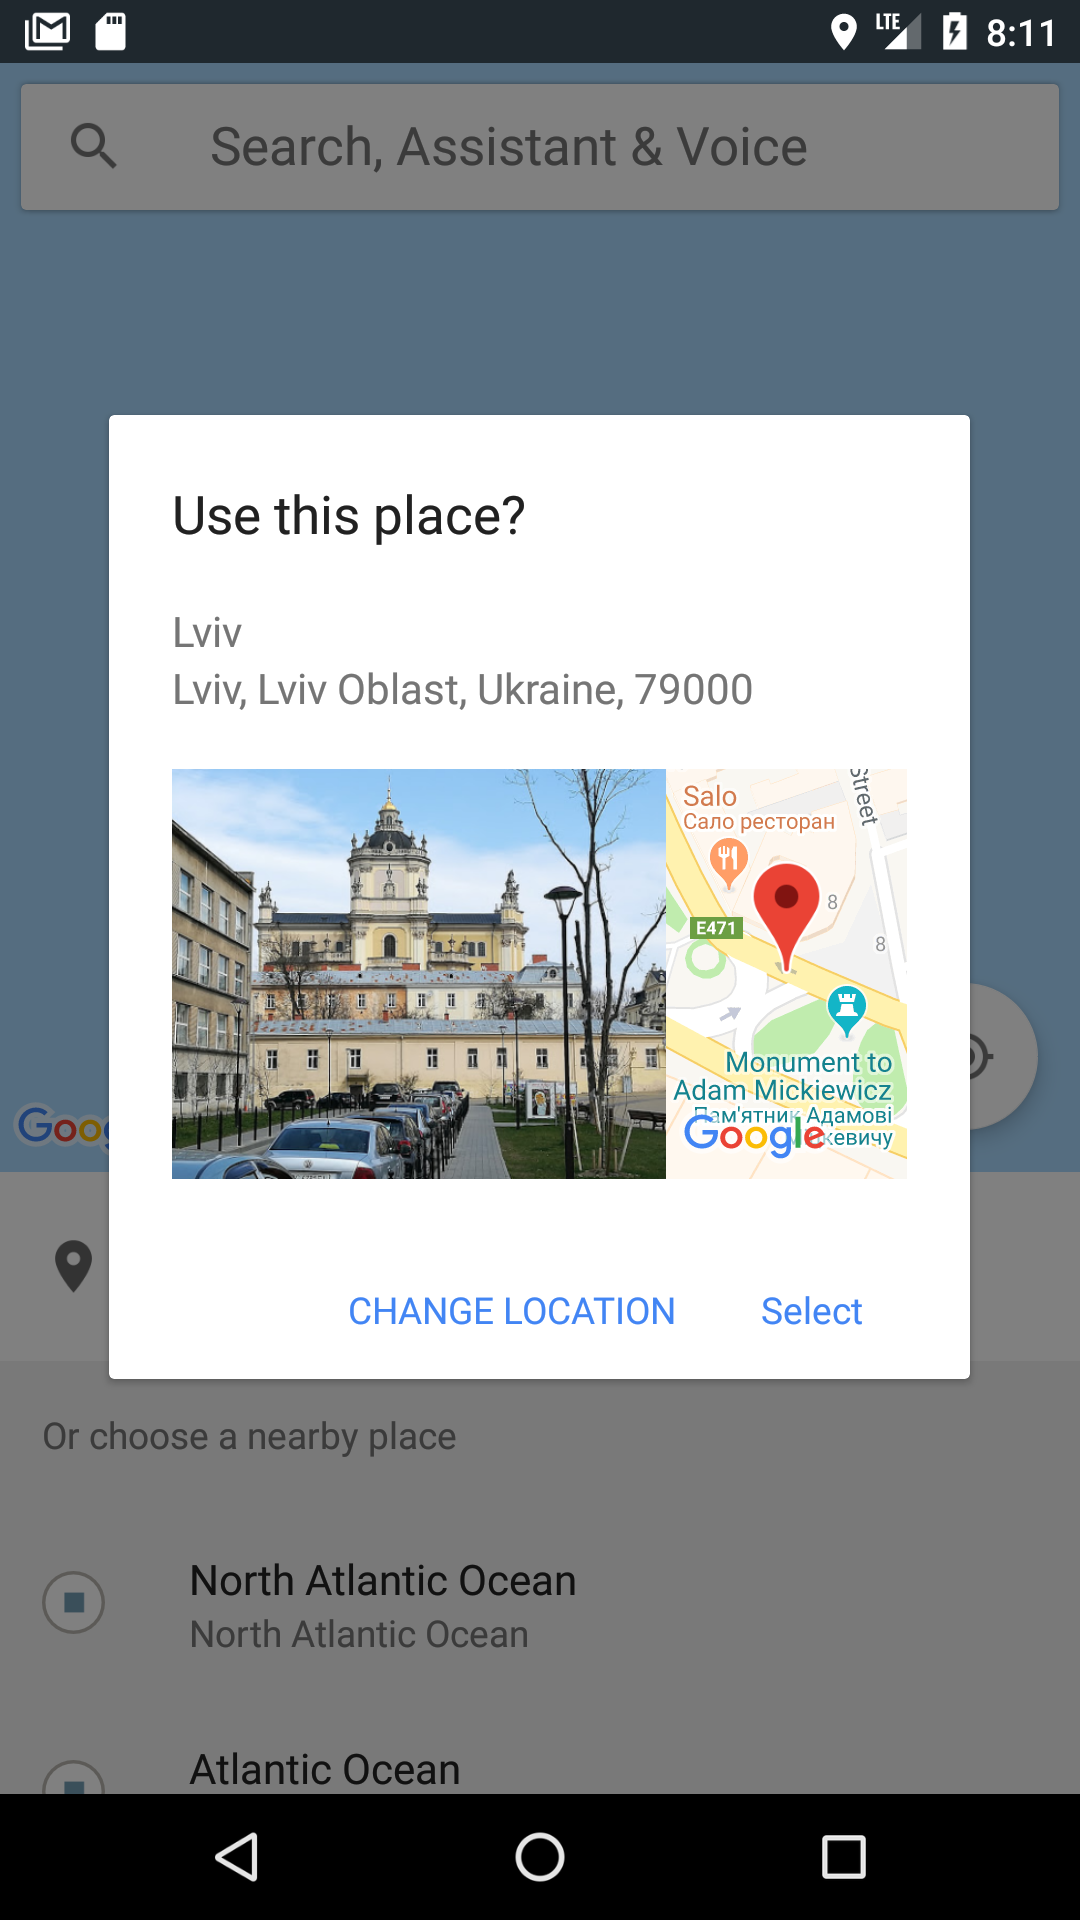 LTE 8:11
Search, Assistant & Voice
Use this place?
Lviv
Lviv, Lviv Oblast, Ukraine, 79000
Salo
Сало ресторан
Street
8
E471
8
Monument to
Adam Mickiewicz
Пам'ятник Адамові
Google
Goog
CHANGE LOCATION Select
Or choose a nearby place
North Atlantic Ocean
North Atlantic Ocean
Atlantic Ocean